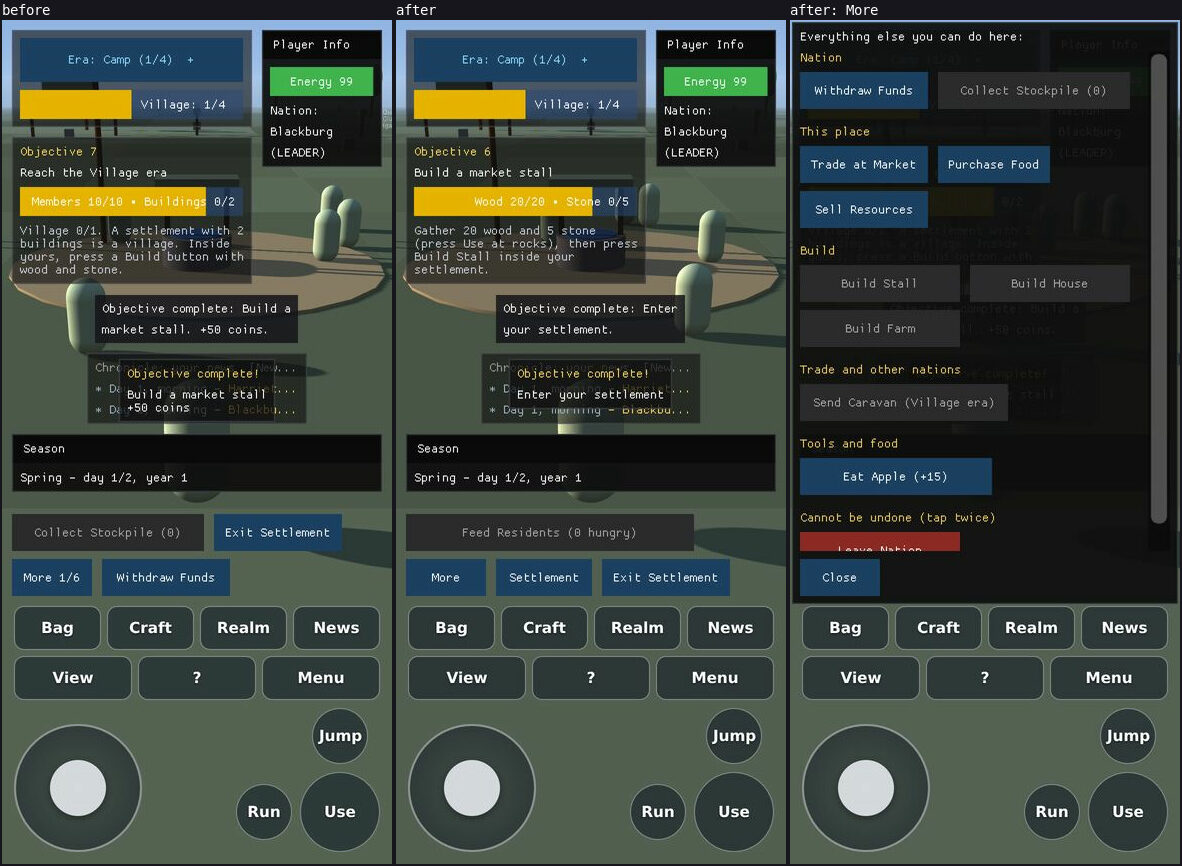 before
Era: Camp (1/4) +
Village: 1/4
Player Info
Energy 99
Nation:
Blackburg
(LEADER)
Objective 7
Reach the Village era
Members 10/10 • Buildings 0/2
Village 0/1. A settlement with 2
buildings is a village. Inside
yours, press a Build button with
wood and stone.
Objective complete: Build a
market stall. +50 coins.
Objective complete!
Build a market stall
+50 coins
Season
Spring - day 1/2, year 1
Collect Stockpile (0)
Exit Settlement
More 1/6
Withdraw Funds
Bag
Craft
Realm
News
View
?
Menu
Jump
Run
Use
after
Era: Camp (1/4) +
Village: 1/4
Player Info
Energy 99
Nation:
Blackburg
(LEADER)
Objective 6
Build a market stall
Wood 20/20 • Stone 0/5
Gather 20 wood and 5 stone
(press Use at rocks), then press
Build Stall inside your
settlement.
Objective complete: Enter
your settlement.
Objective complete!
Enter your settlement
* Day 1, morning - Blackbu...
Season
Spring - day 1/2, year 1
Feed Residents (0 hungry)
More
Settlement
Exit Settlement
Bag
Craft
Realm
News
View
?
Menu
Jump
Run
Use
after: More
Everything else you can do here:
Nation
Withdraw Funds
Collect Stockpile (0)
This place
Trade at Market
Purchase Food
Sell Resources
Build
Build Stall
Build House
Build Farm
Trade and other nations
Send Caravan (Village era)
Tools and food
Eat Apple (+15)
Cannot be undone (tap twice)
Leave Nation
Close
Bag
Craft
Realm
News
View
?
Menu
Jump
Run
Use